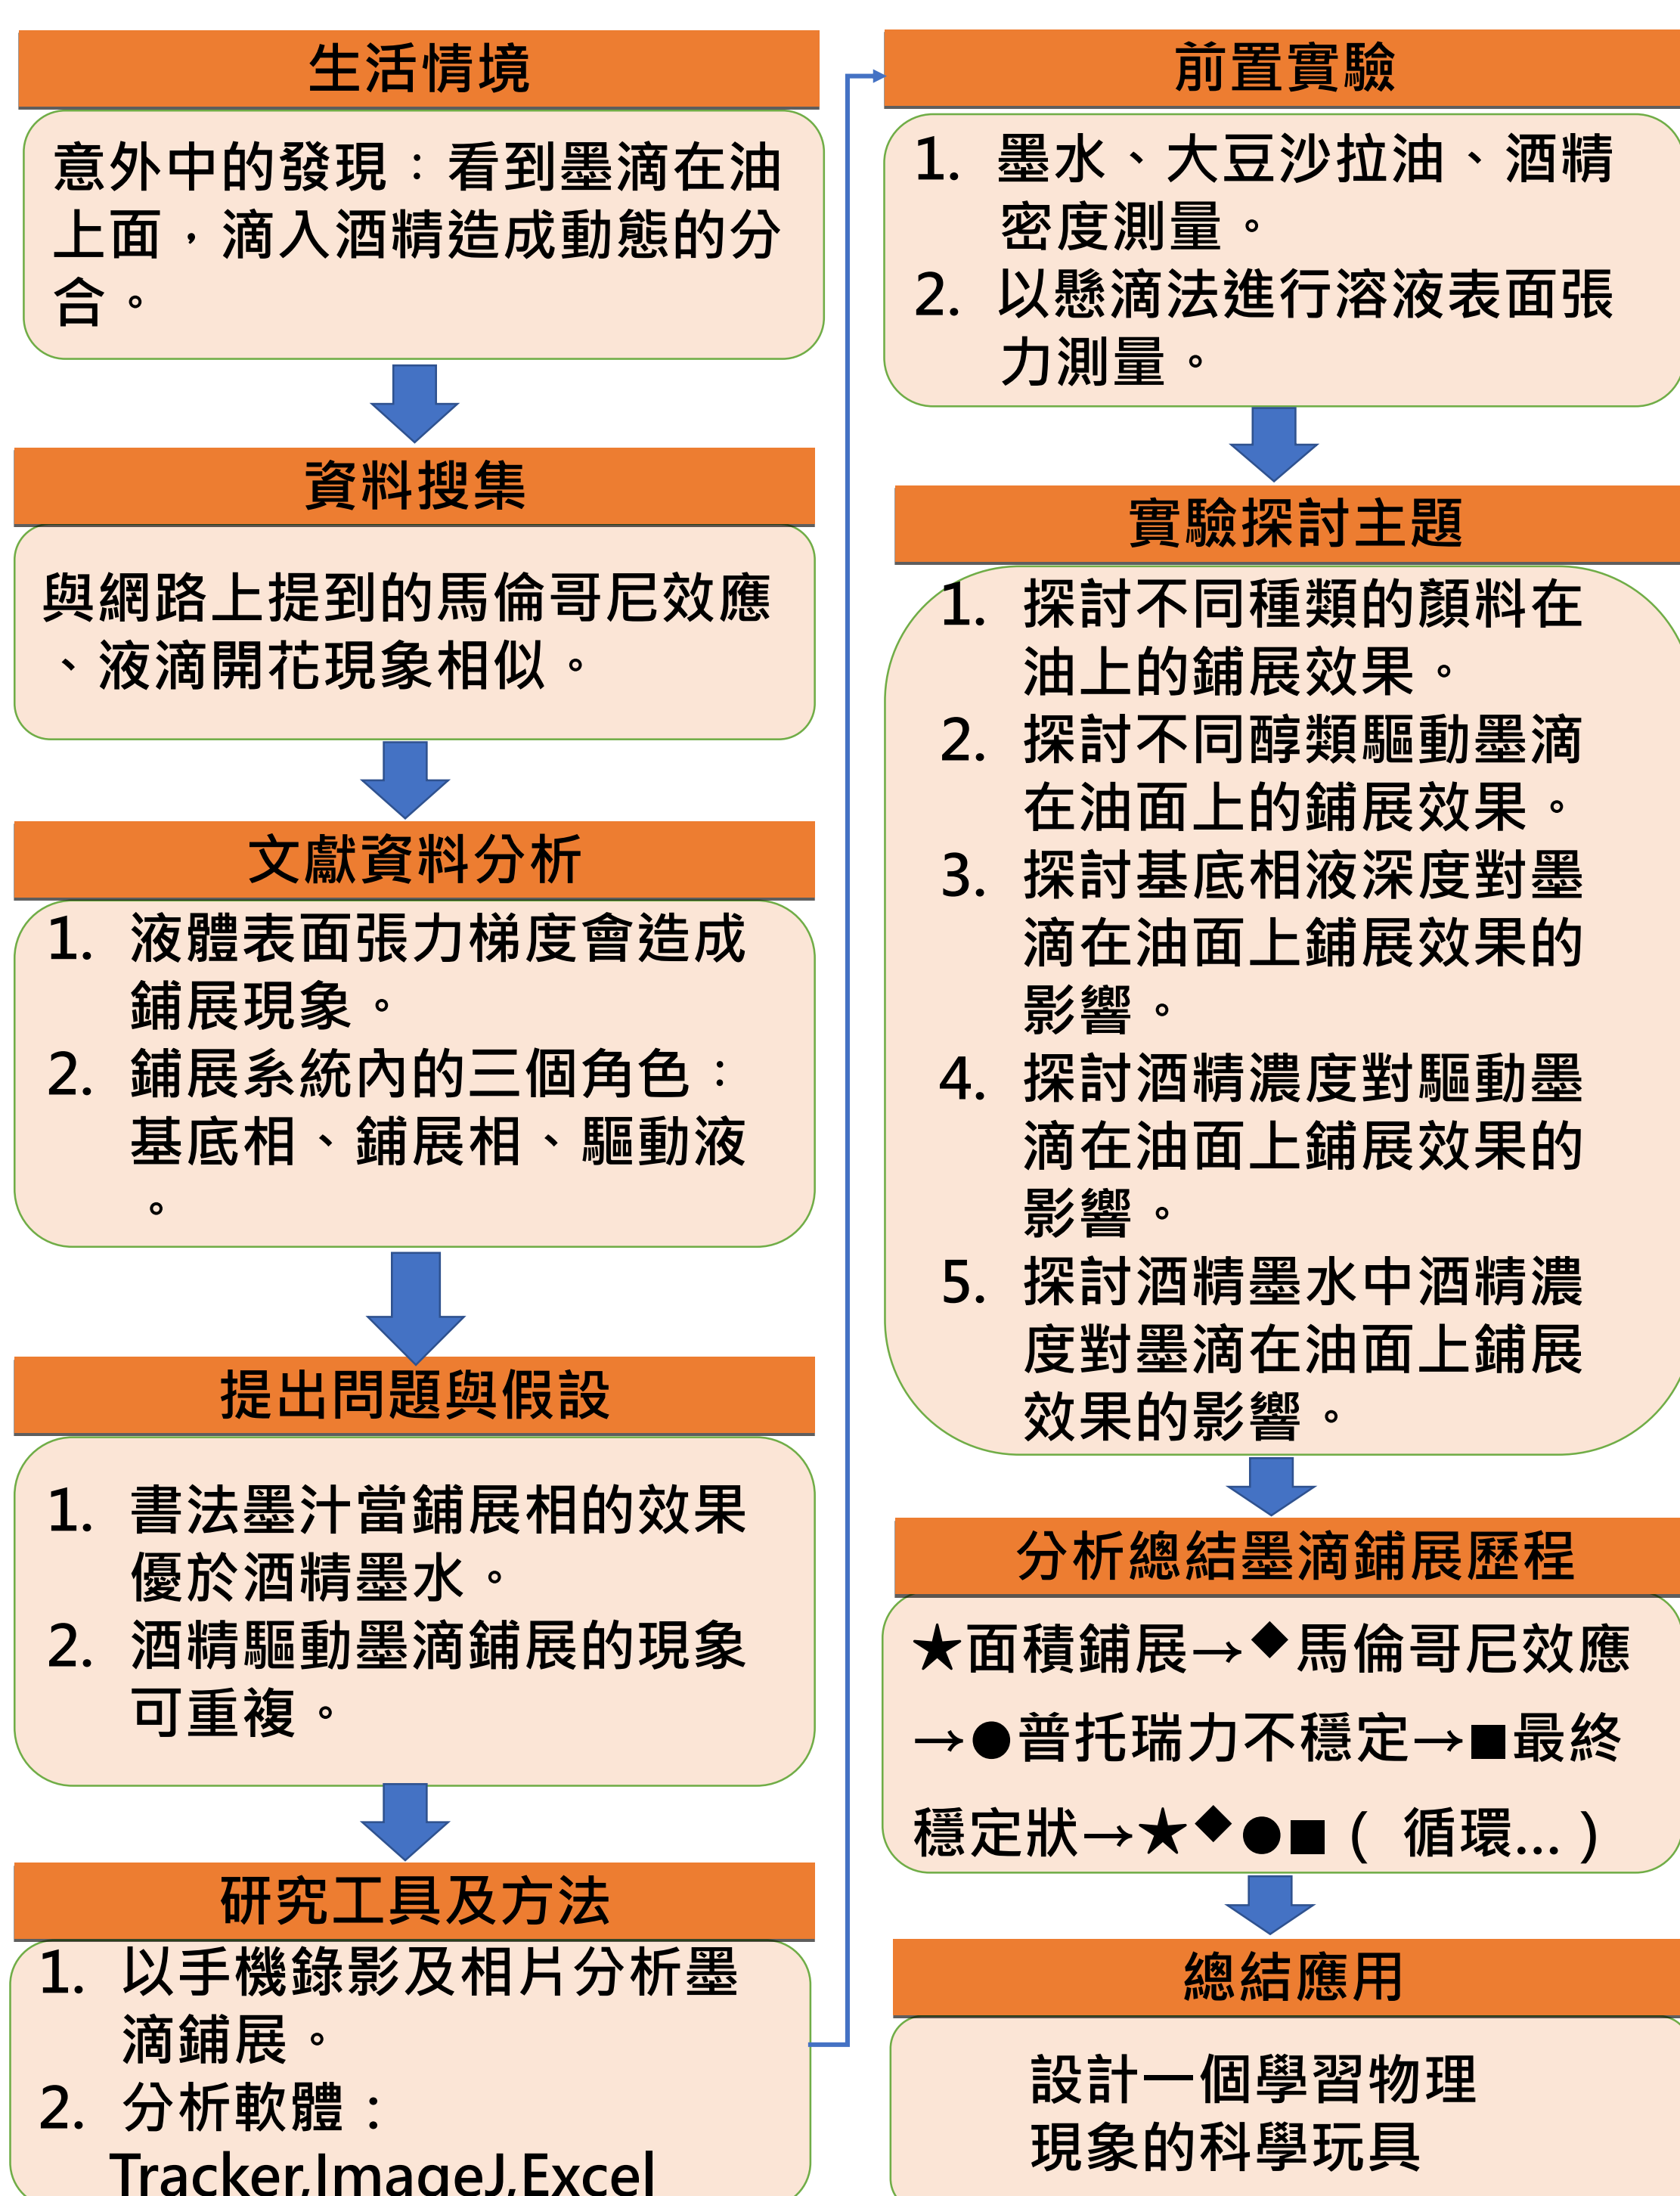 生活情境
意外中的發現：看到墨滴在油
上面，滴入酒精造成動態的分
合。
資料搜集
與網路上提到的馬倫哥尼效應
、液滴開花現象相似。
文獻資料分析
1. 液體表面張力梯度會造成
鋪展現象。
2. 鋪展系統內的三個角色：
基底相、鋪展相、驅動液
。
提出問題與假設
1. 書法墨汁當鋪展相的效果
優於酒精墨水。
2. 酒精驅動墨滴鋪展的現象
可重複。
研究工具及方法
1. 以手機錄影及相片分析墨
滴鋪展。
2. 分析軟體：
Tracker,ImageJ,Excel
前置實驗
1. 墨水、大豆沙拉油、酒精
密度測量。
2. 以懸滴法進行溶液表面張
力測量。
實驗探討主題
1. 探討不同種類的顏料在
油上的鋪展效果。
2. 探討不同醇類驅動墨滴
在油面上的鋪展效果。
3. 探討基底相液深度對墨
滴在油面上鋪展效果的
影響。
4. 探討酒精濃度對驅動墨
滴在油面上鋪展效果的
影響。
5. 探討酒精墨水中酒精濃
度對墨滴在油面上鋪展
效果的影響。
分析總結墨滴鋪展歷程
★面積鋪展→◆馬倫哥尼效應
→●普托瑞力不穩定→■最終
穩定狀→★◆●■（循環...）
總結應用
設計一個學習物理
現象的科學玩具